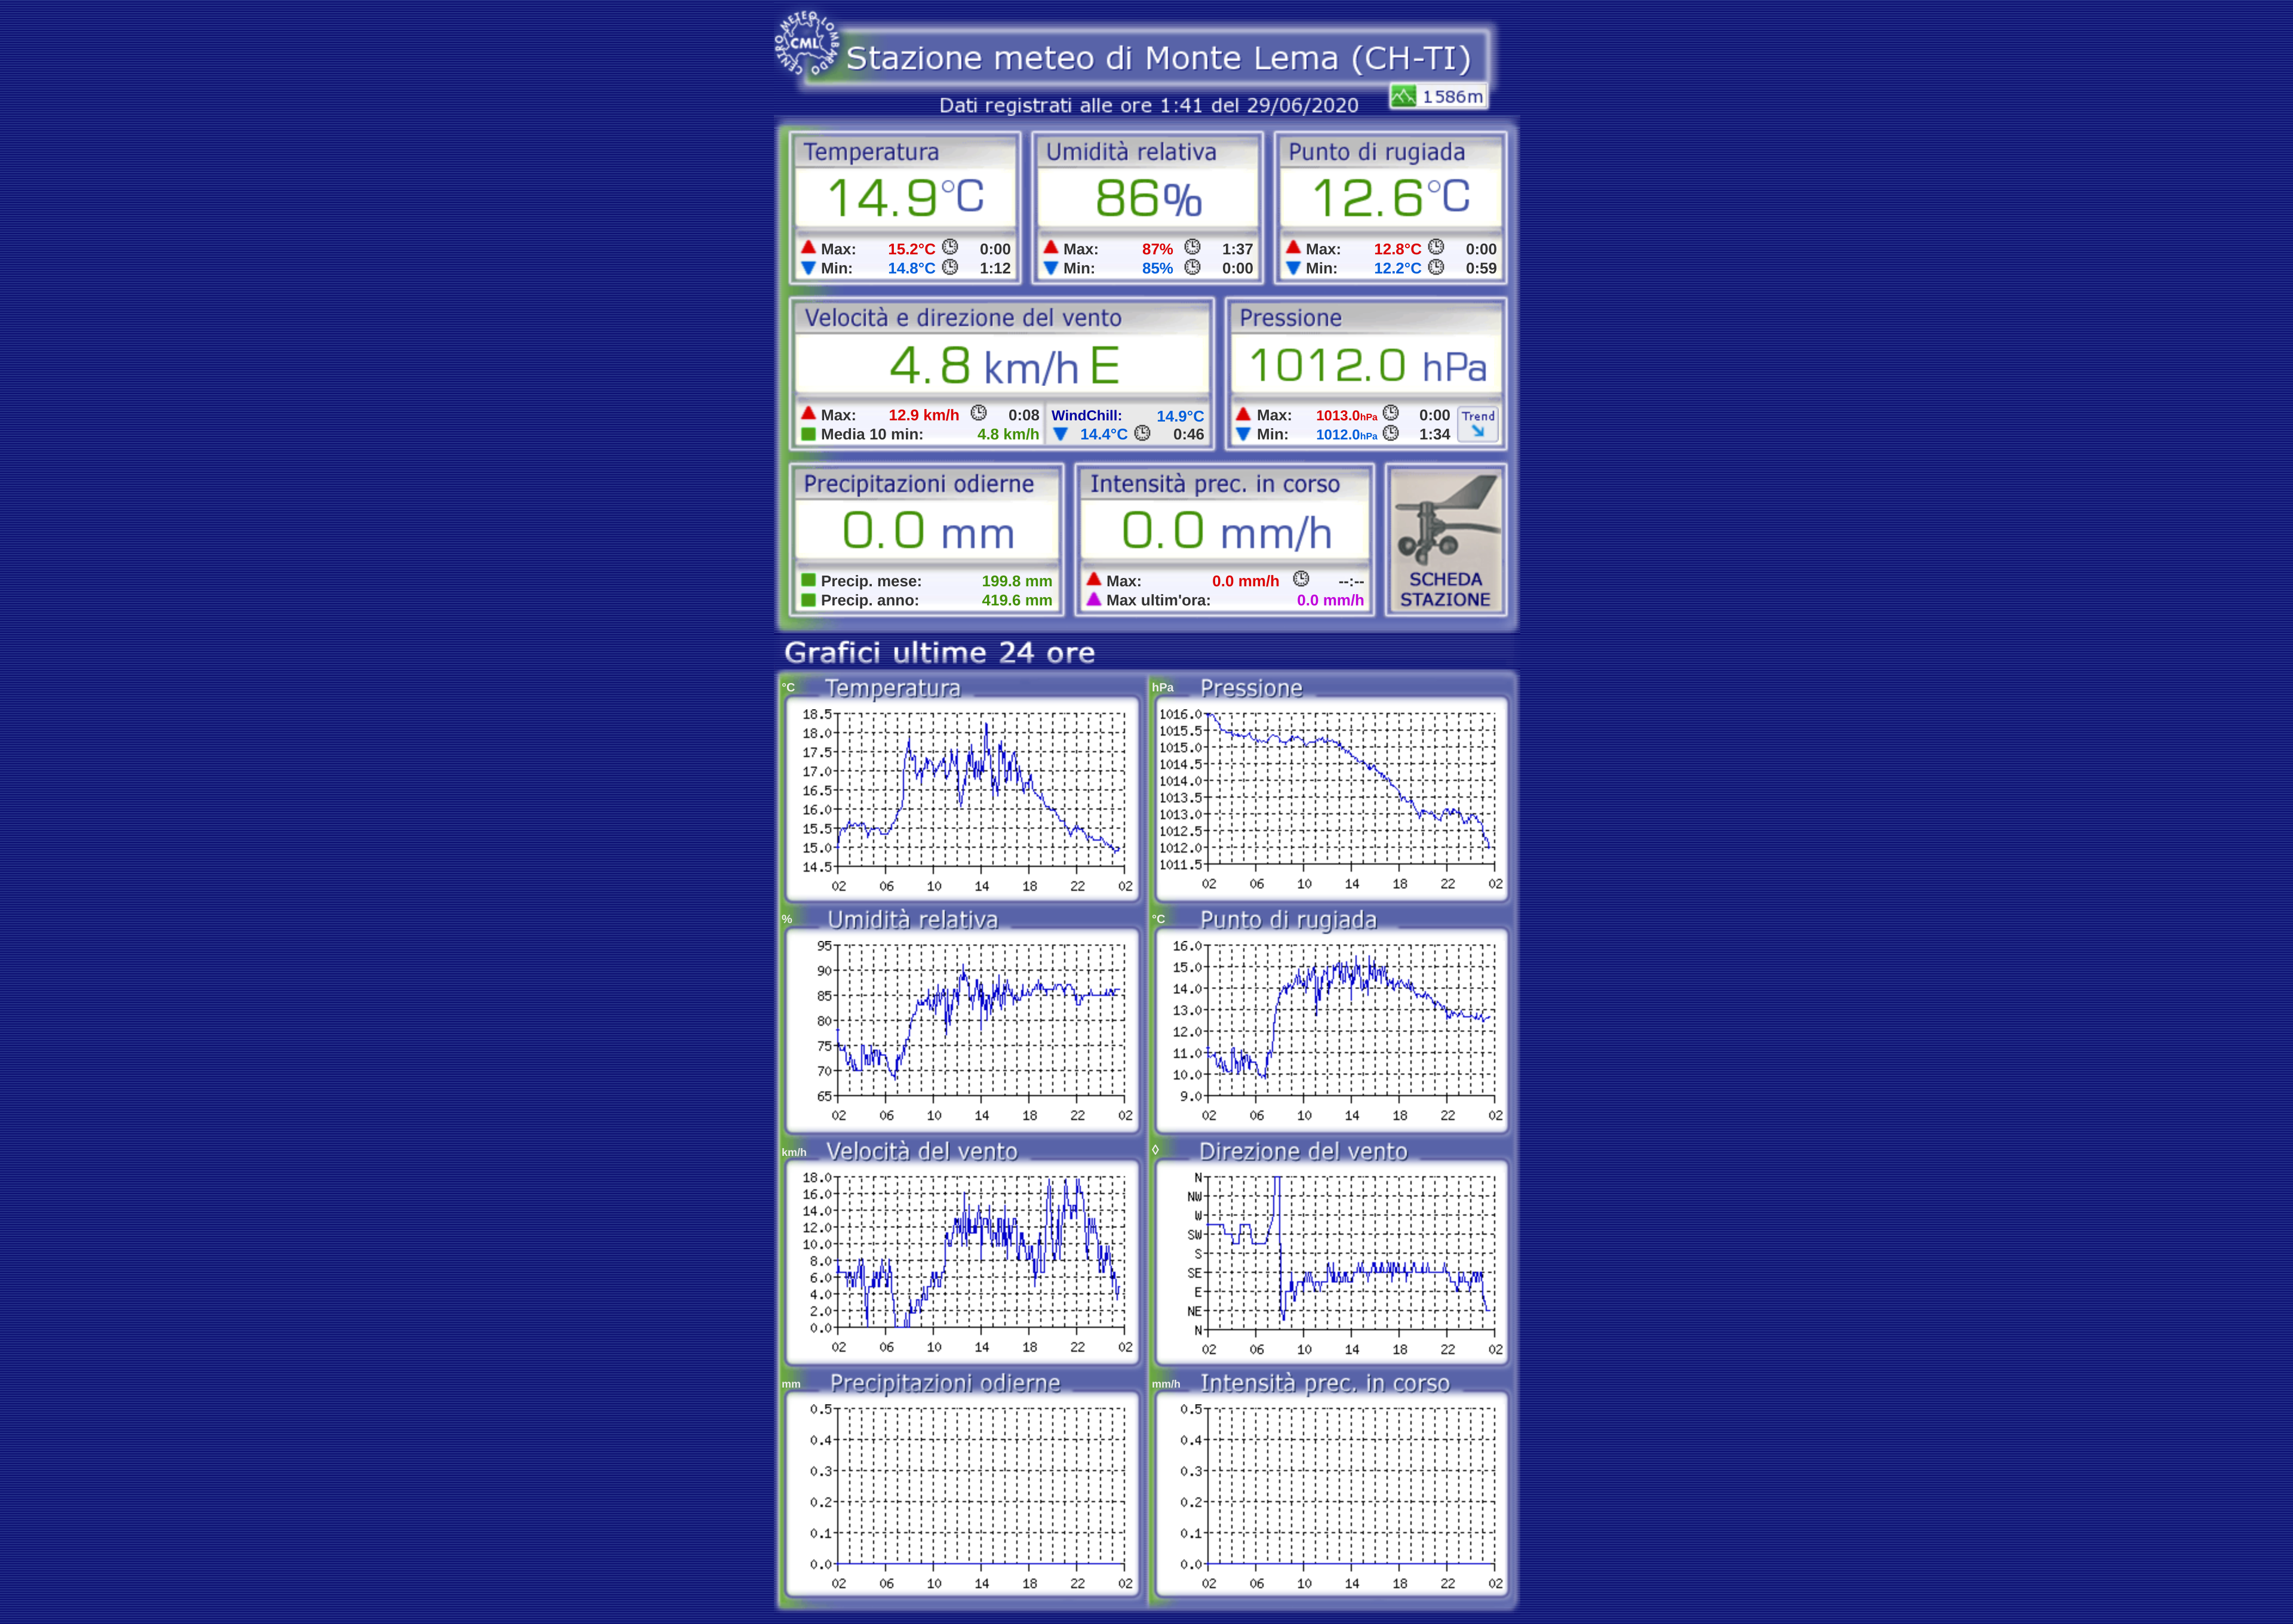 CENTRO METEO LOMBARDO
CML
Stazione meteo di Monte Lema (CH-TI)
1586m
Dati registrati alle ore 1:41 del 29/06/2020
Temperatura Umidità relativa Punto di rugiada
14.9°C 86% 12.6°C
Max: 15.2°C 0:00 Max: 87% 1:37 Max: 12.8°C 0:00
Min: 14.8°C 1:12 Min: 85% 0:00 Min: 12.2°C 0:59
Velocità e direzione del vento Pressione
4.8 km/h E 1012.0 hPa
Max: 12.9 km/h 0:08 WindChill: 14.9°C Max: 1013.0hPa 0:00 Trend
Media 10 min: 4.8 km/h 14.4°C 0:46 Min: 1012.0hPa 1:34
Precipitazioni odierne Intensità prec. in corso
0.0 mm 0.0 mm/h
Precip. mese: 199.8 mm Max: 0.0 mm/h --:-- SCHEDA
Precip. anno: 419.6 mm Max ultim'ora: 0.0 mm/h STAZIONE
Grafici ultime 24 ore
°C Temperatura
18.5
18.0
17.5
17.0
16.5
16.0
15.5
15.0
14.5
02 06 10 14 18 22 02
hPa Pressione
1016.0
1015.5
1015.0
1014.5
1014.0
1013.5
1013.0
1012.5
1012.0
1011.5
02 06 10 14 18 22 02
% Umidità relativa
95
90
85
80
75
70
65
02 06 10 14 18 22 02
°C Punto di rugiada
16.0
15.0
14.0
13.0
12.0
11.0
10.0
9.0
02 06 10 14 18 22 02
km/h Velocità del vento
18.0
16.0
14.0
12.0
10.0
8.0
6.0
4.0
2.0
0.0
02 06 10 14 18 22 02
◊ Direzione del vento
N
NW
W
SW
S
SE
E
NE
N
02 06 10 14 18 22 02
mm Precipitazioni odierne
0.5
0.4
0.3
0.2
0.1
0.0
02 06 10 14 18 22 02
mm/h Intensità prec. in corso
0.5
0.4
0.3
0.2
0.1
0.0
02 06 10 14 18 22 02